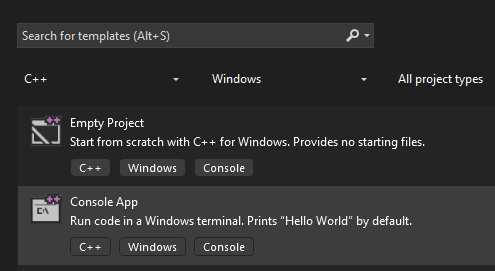 Search for templates (Alt+S)
C++ Windows All project types
Empty Project
Start from scratch with C++ for Windows. Provides no starting files.
C++ Windows Console
Console App
Run code in a Windows terminal. Prints "Hello World" by default.
C++ Windows Console